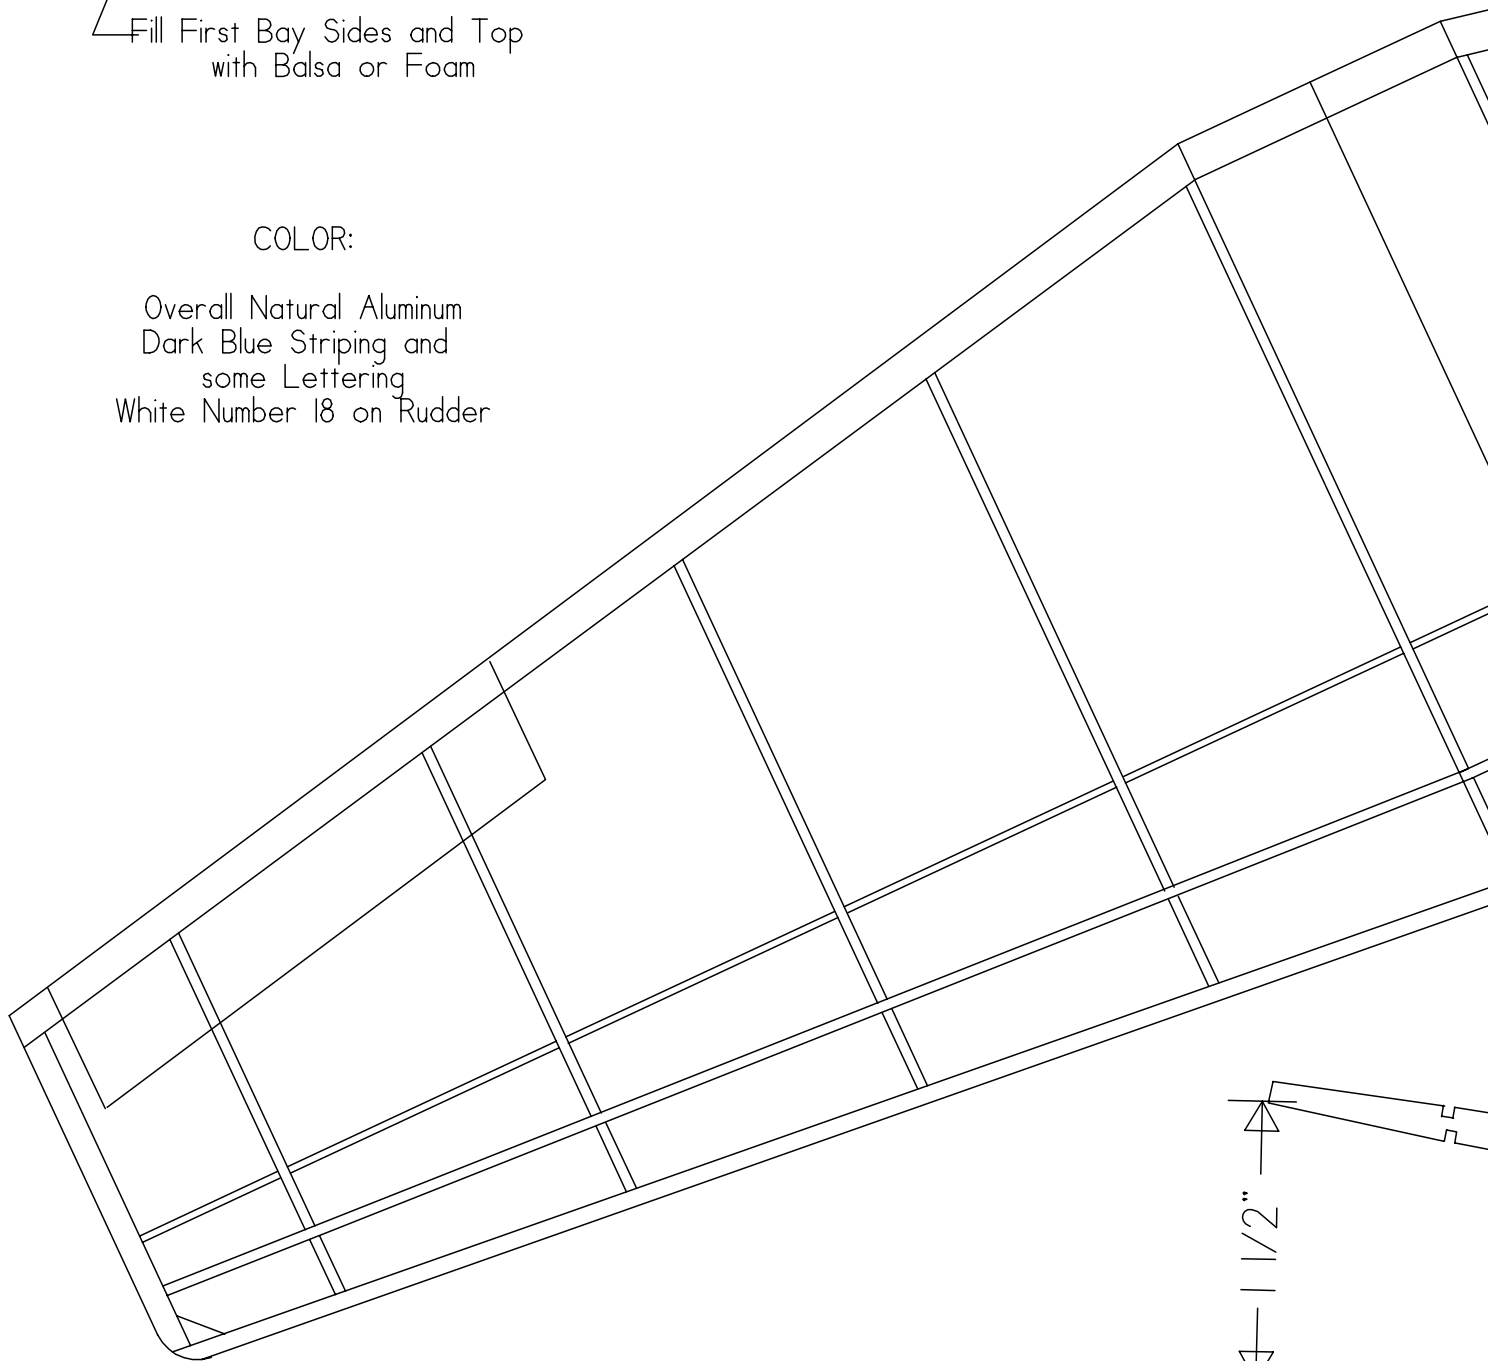 Fill First Bay Sides and Top
with Balsa or Foam
COLOR:
Overall Natural Aluminum
Dark Blue Striping and
some Lettering
White Number 18 on Rudder
1 1/2"